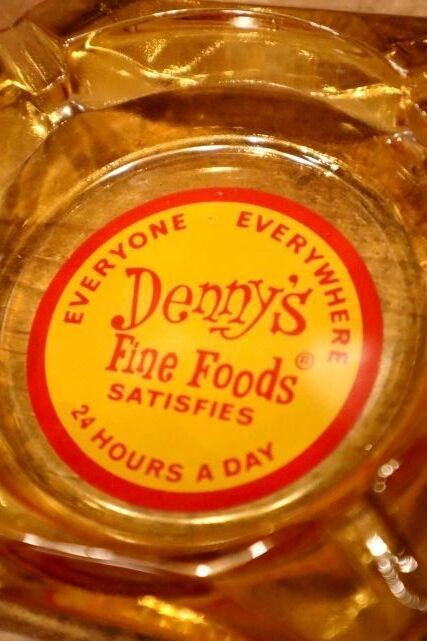 EVERYONE EVERYWHERE
Denny's
Fine Foods®
SATISFIES
24 HOURS A DAY